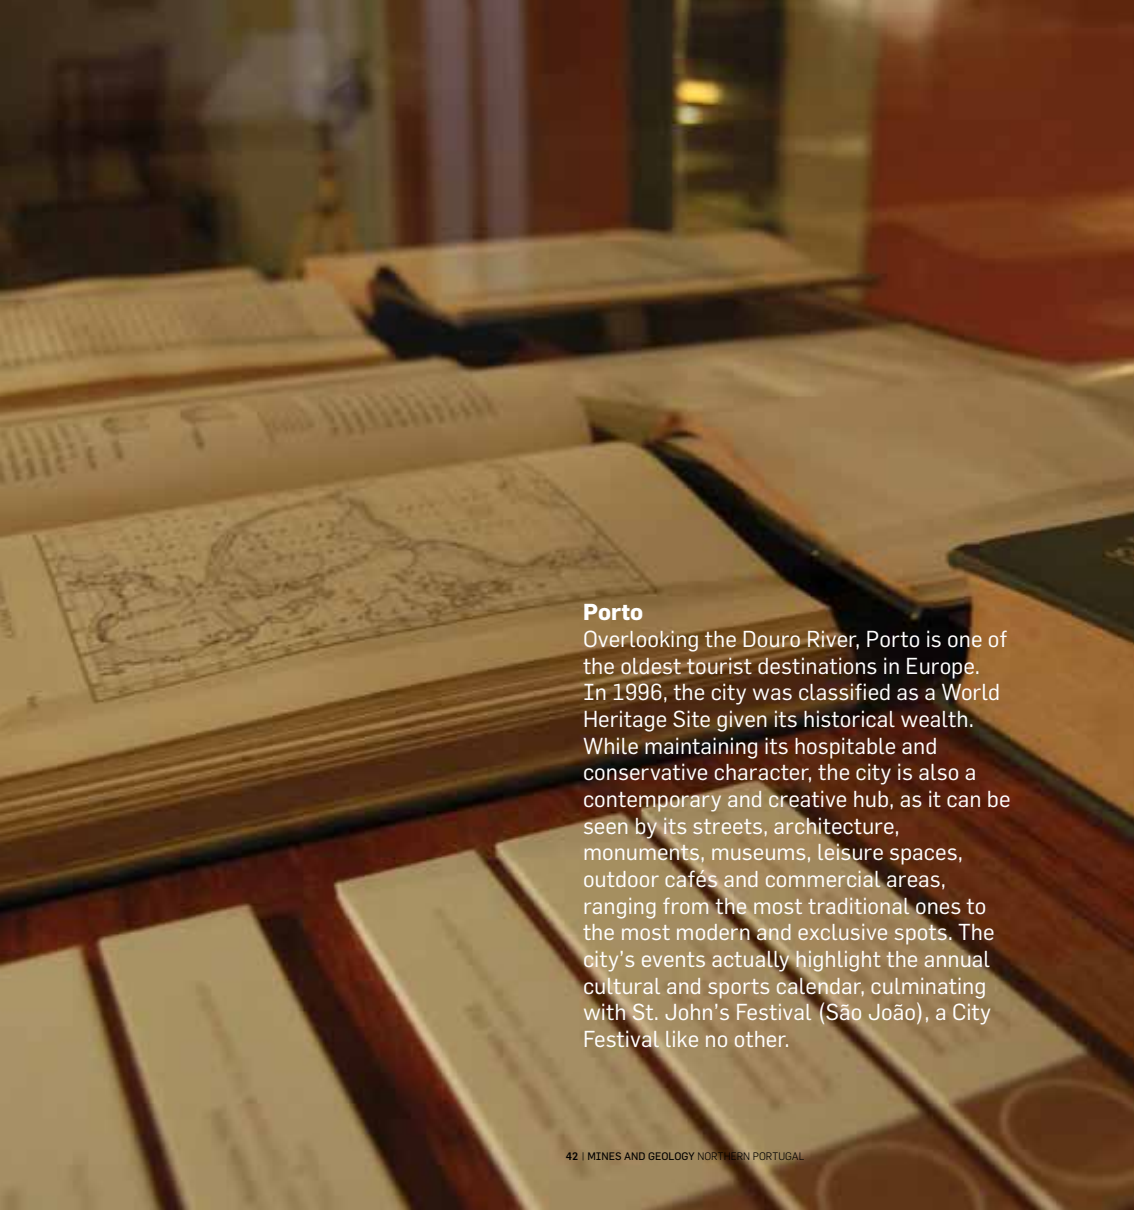 Porto
Overlooking the Douro River, Porto is one of
the oldest tourist destinations in Europe.
In 1996, the city was classified as a World
Heritage Site given its historical wealth.
While maintaining its hospitable and
conservative character, the city is also a
contemporary and creative hub, as it can be
seen by its streets, architecture,
monuments, museums, leisure spaces,
outdoor cafés and commercial areas,
ranging from the most traditional ones to
the most modern and exclusive spots. The
city's events actually highlight the annual
cultural and sports calendar, culminating
with St. John's Festival (São João), a City
Festival like no other.
42 | MINES AND GEOLOGY NORTHERN PORTUGAL